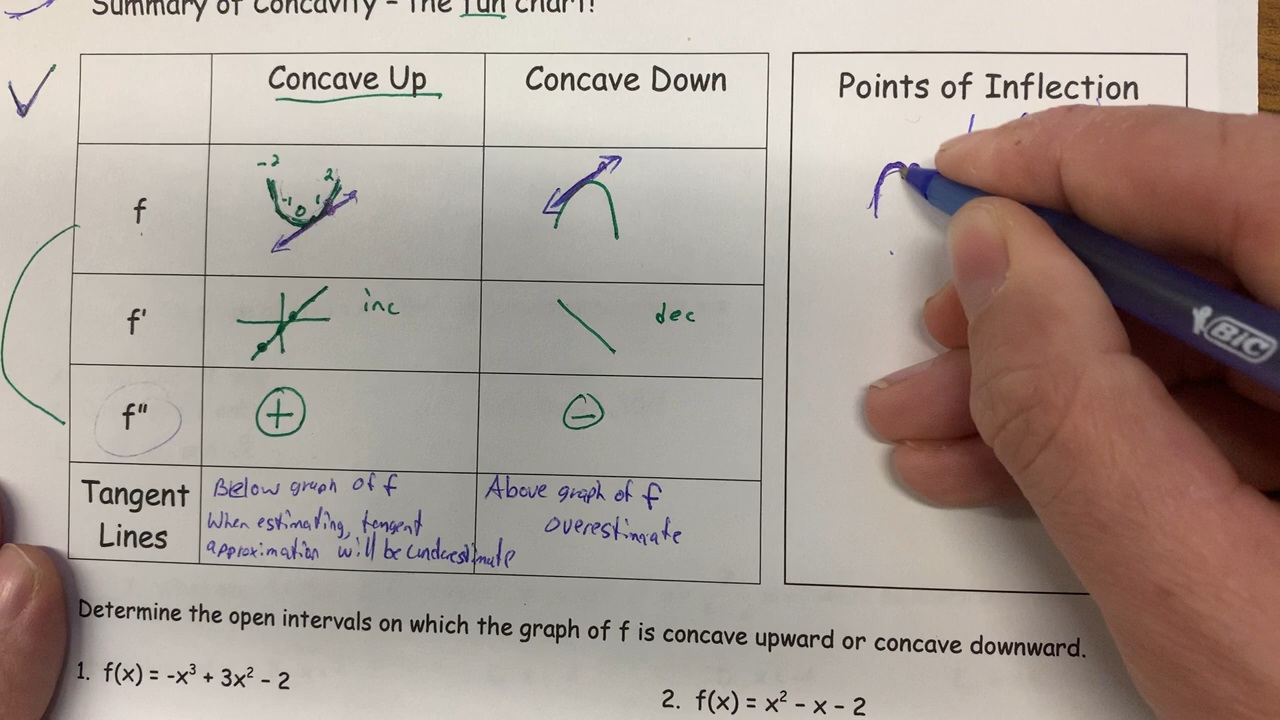 Summary of Concavity - The fun chart!
Concave Up
Concave Down
Points of Inflection
f
-2
2
-1
0
1
f'
inc
dec
f"
+
−
Tangent
Lines
Below graph of f
When estimating, tangent
approximation will be underestimate
Above graph of f
Overestimate
Determine the open intervals on which the graph of f is concave upward or concave downward.
1. f(x) = -x³ + 3x² - 2
2. f(x) = x² - x - 2
BIC